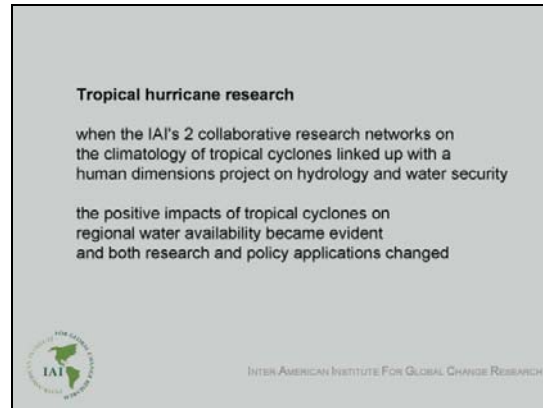 Tropical hurricane research
when the IAI's 2 collaborative research networks on
the climatology of tropical cyclones linked up with a
human dimensions project on hydrology and water security
the positive impacts of tropical cyclones on
regional water availability became evident
and both research and policy applications changed
IAI
INTER-AMERICAN INSTITUTE FOR GLOBAL CHANGE RESEARCH